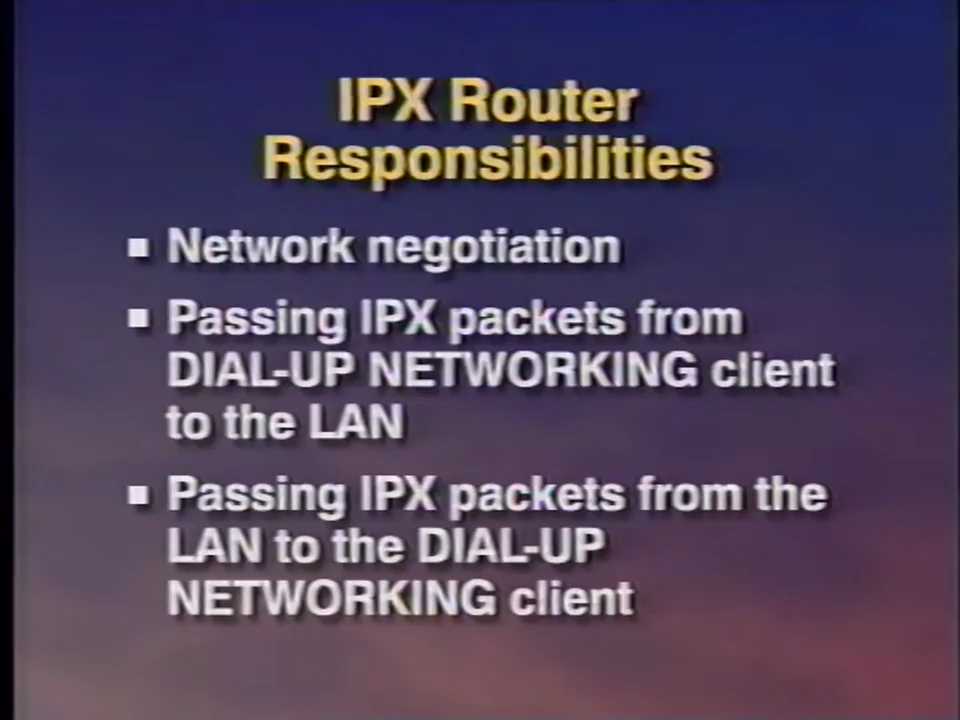 IPX Router
Responsibilities
▪ Network negotiation
▪ Passing IPX packets from
DIAL-UP NETWORKING client
to the LAN
▪ Passing IPX packets from the
LAN to the DIAL-UP
NETWORKING client